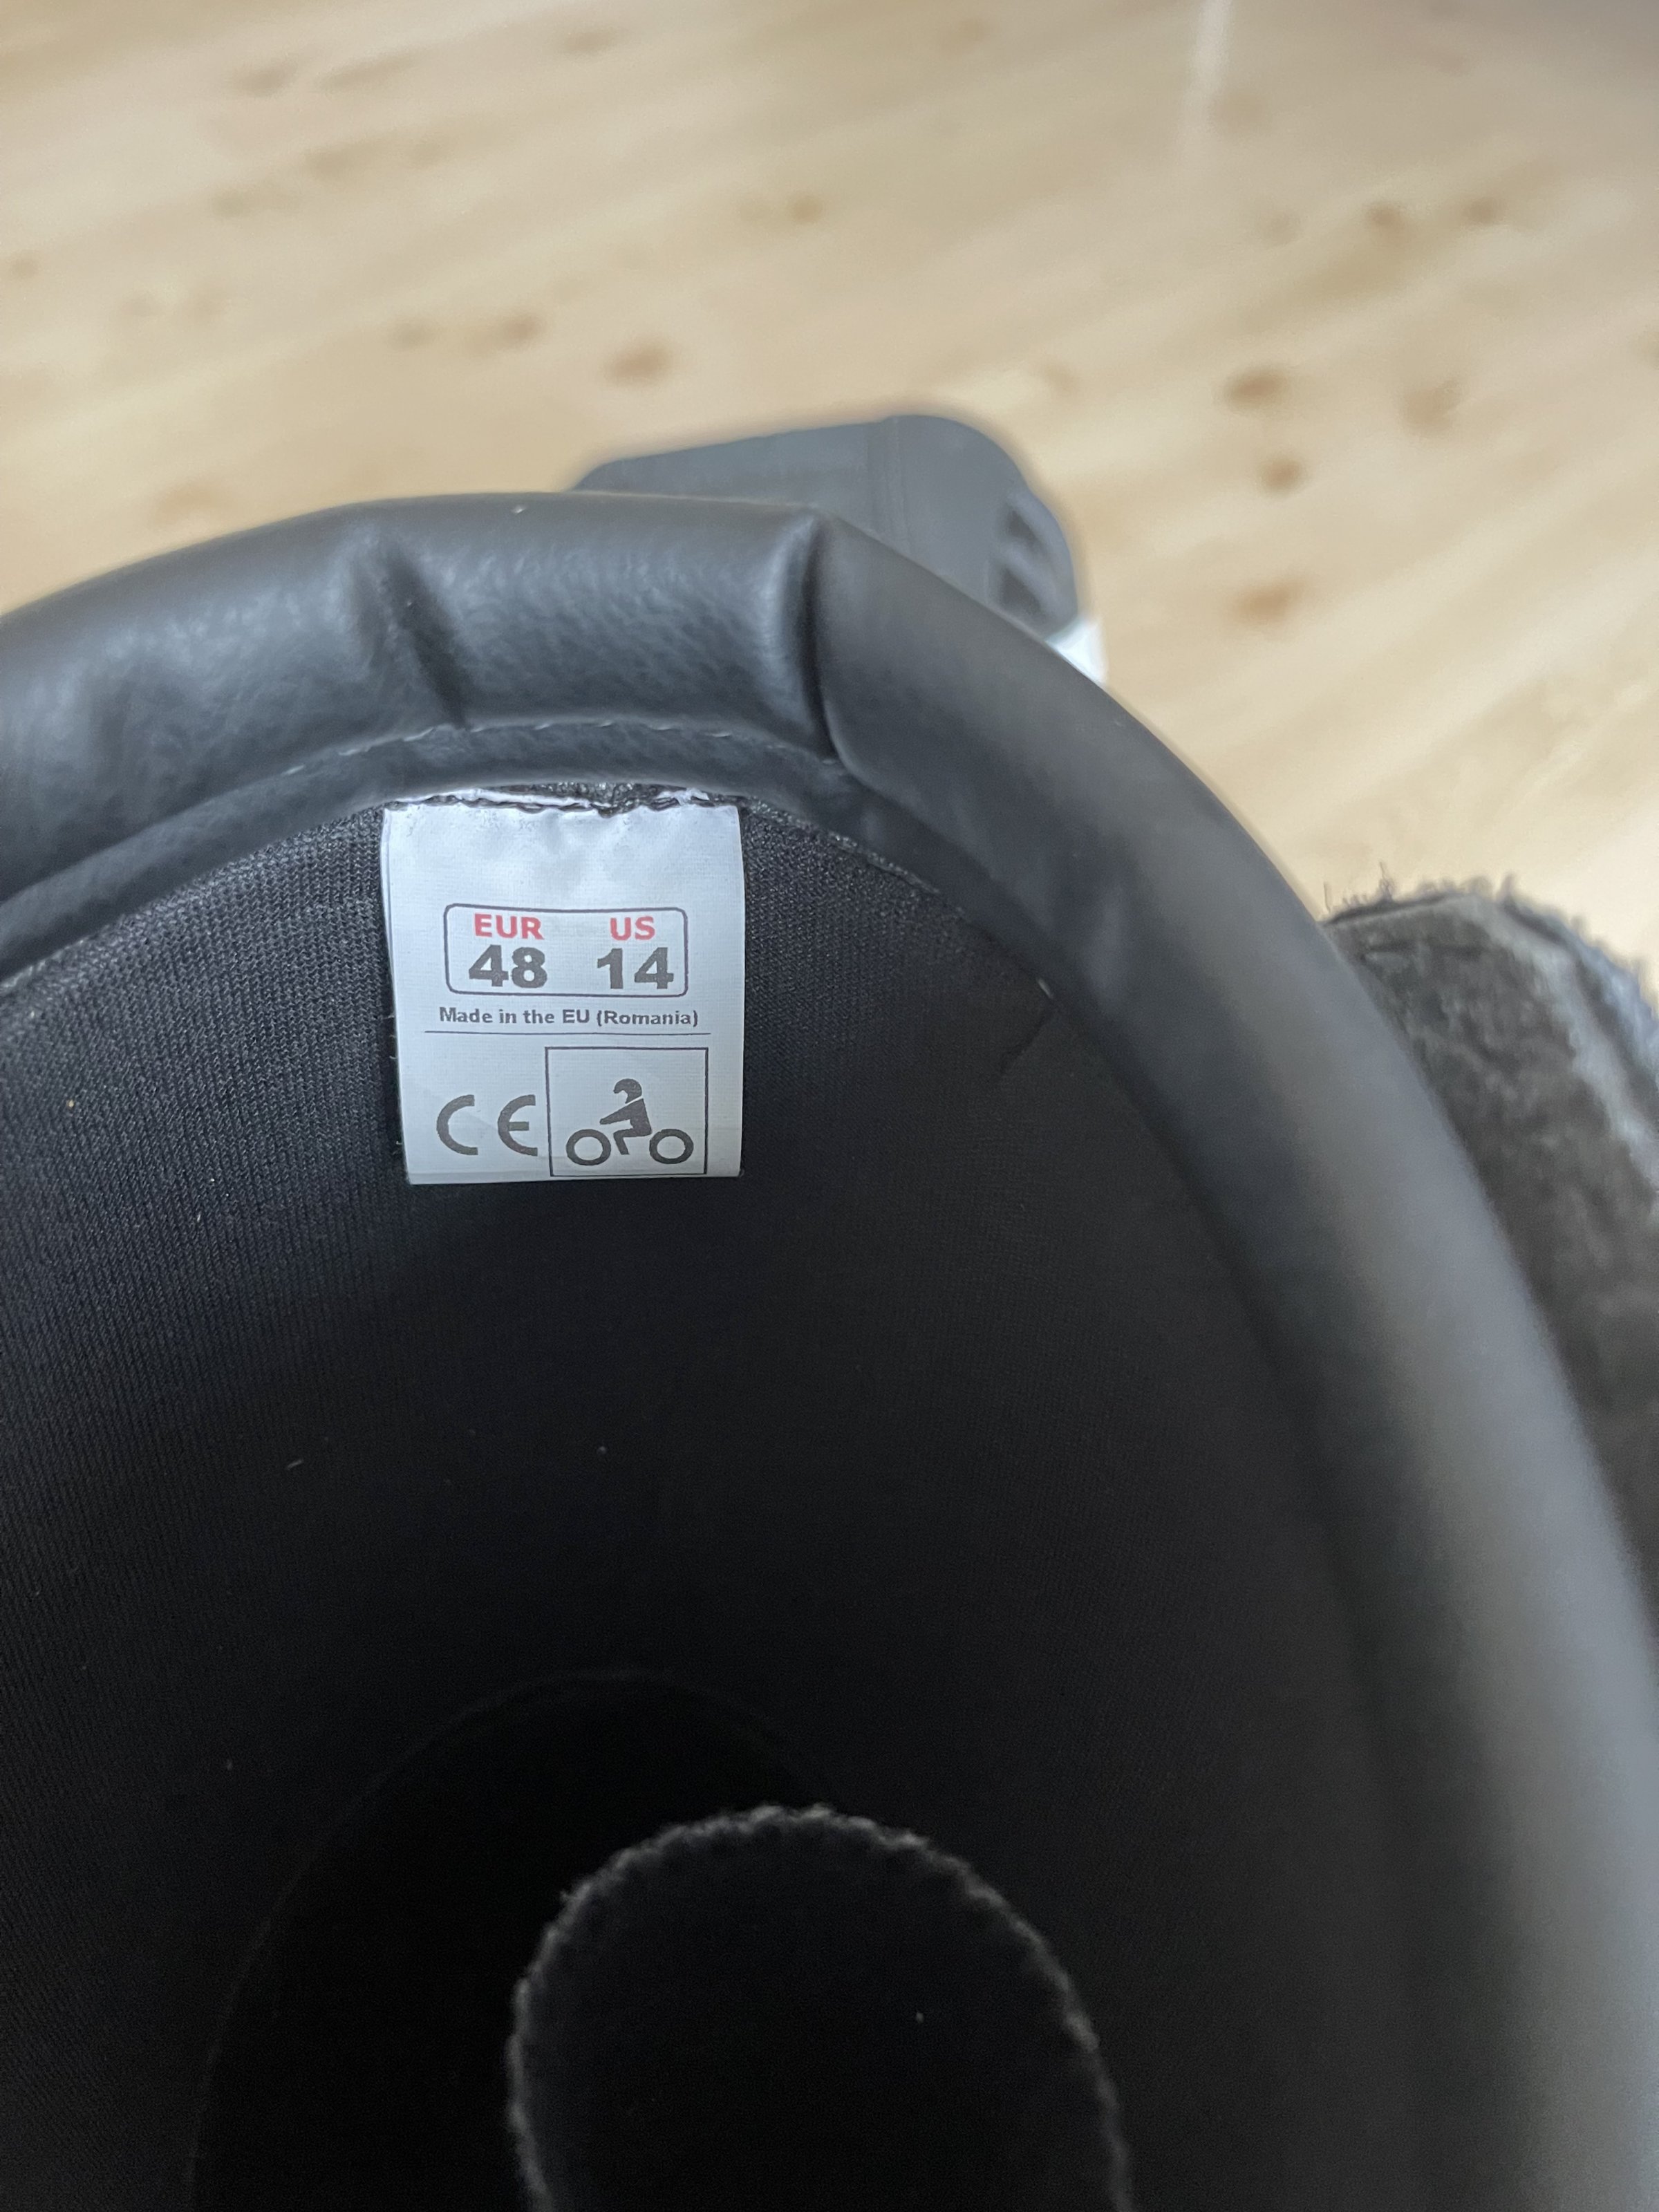 EUR US
48 14
Made in the EU (Romania)
CE